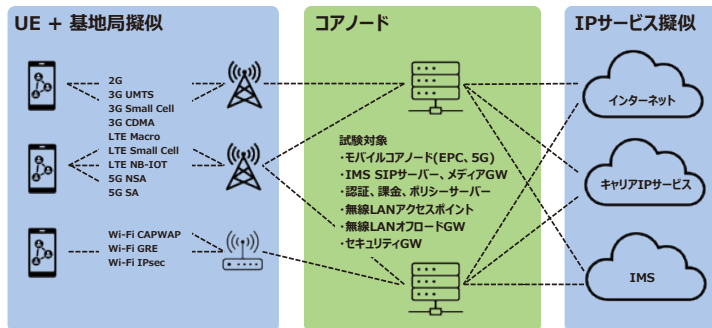 UE + 基地局擬似
2G
3G UMTS
3G Small Cell
3G CDMA
LTE Macro
LTE Small Cell
LTE NB-IOT
5G NSA
5G SA
Wi-Fi CAPWAP
Wi-Fi GRE
Wi-Fi IPsec
コアノード
試験対象
・モバイルコアノード(EPC、5G)
・IMS SIPサーバー、メディアGW
・認証、課金、ポリシーサーバー
・無線LANアクセスポイント
・無線LANオフロードGW
・セキュリティGW
IPサービス擬似
インターネット
キャリアIPサービス
IMS